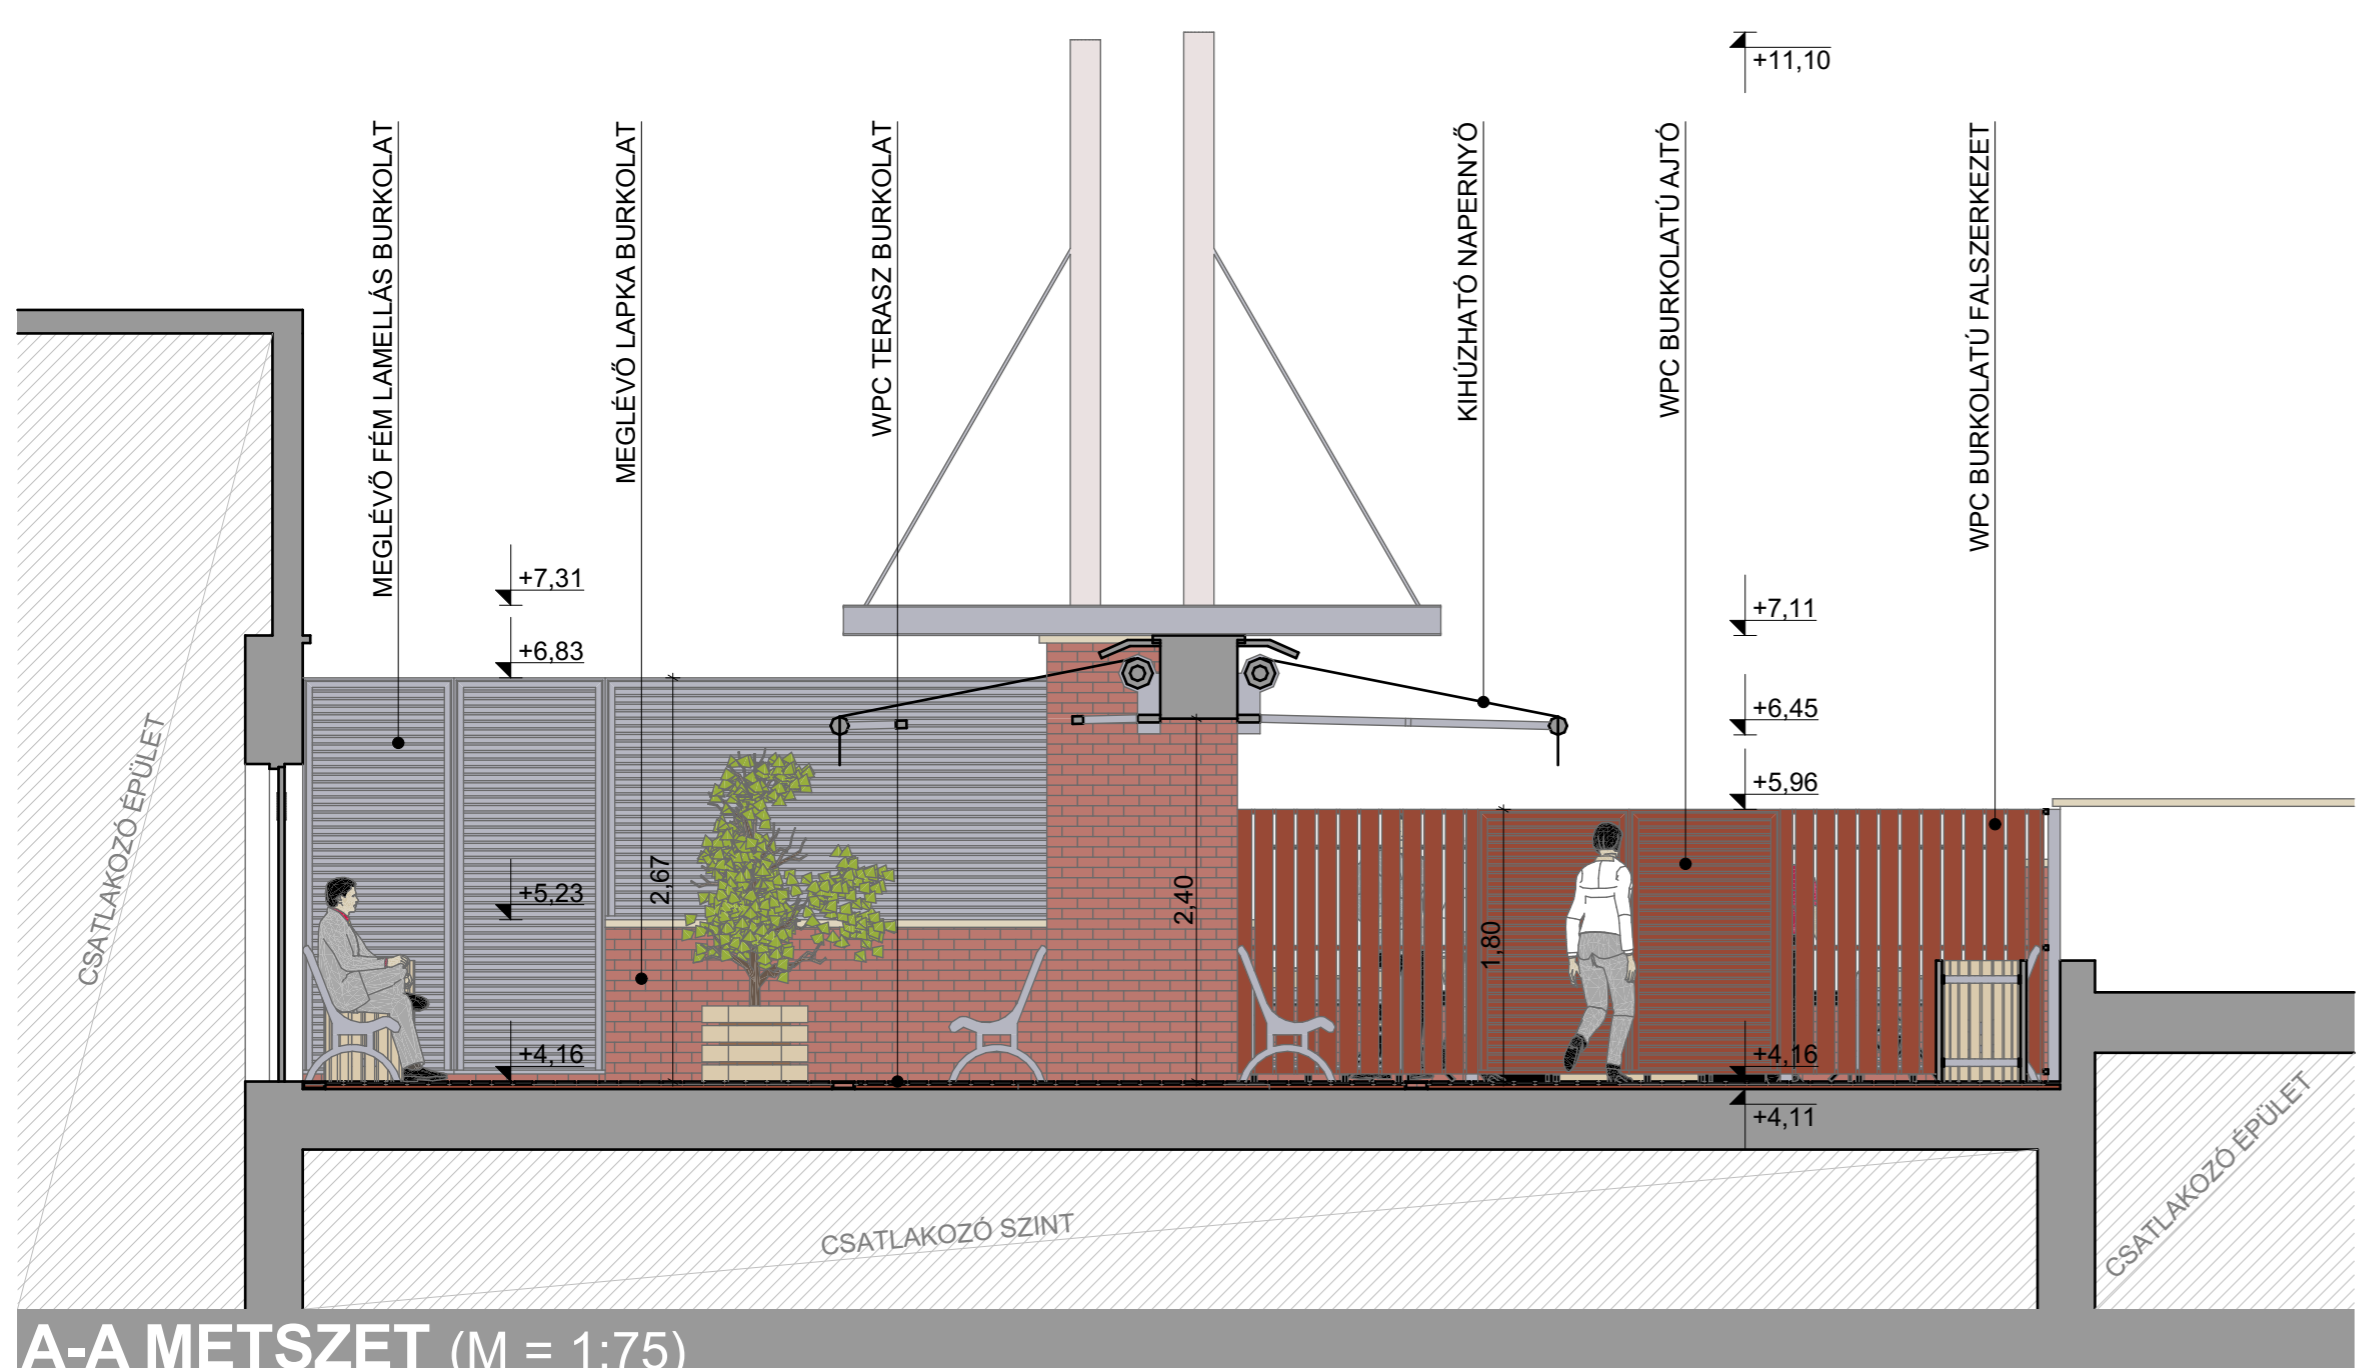 +11,10
MEGLÉVŐ FÉM LAMELLÁS BURKOLAT
MEGLÉVŐ LAPKA BURKOLAT
WPC TERASZ BURKOLAT
KIHÚZHATÓ NAPERNYŐ
WPC BURKOLATÚ AJTÓ
WPC BURKOLATÚ FALSZERKEZET
+7,31
+7,11
+6,83
+6,45
+5,96
CSATLAKOZÓ ÉPÜLET
2,67
+5,23
2,40
1,80
+4,16
+4,16
+4,11
CSATLAKOZÓ SZINT
CSATLAKOZÓ ÉPÜLET
A-A METSZET (M = 1:75)